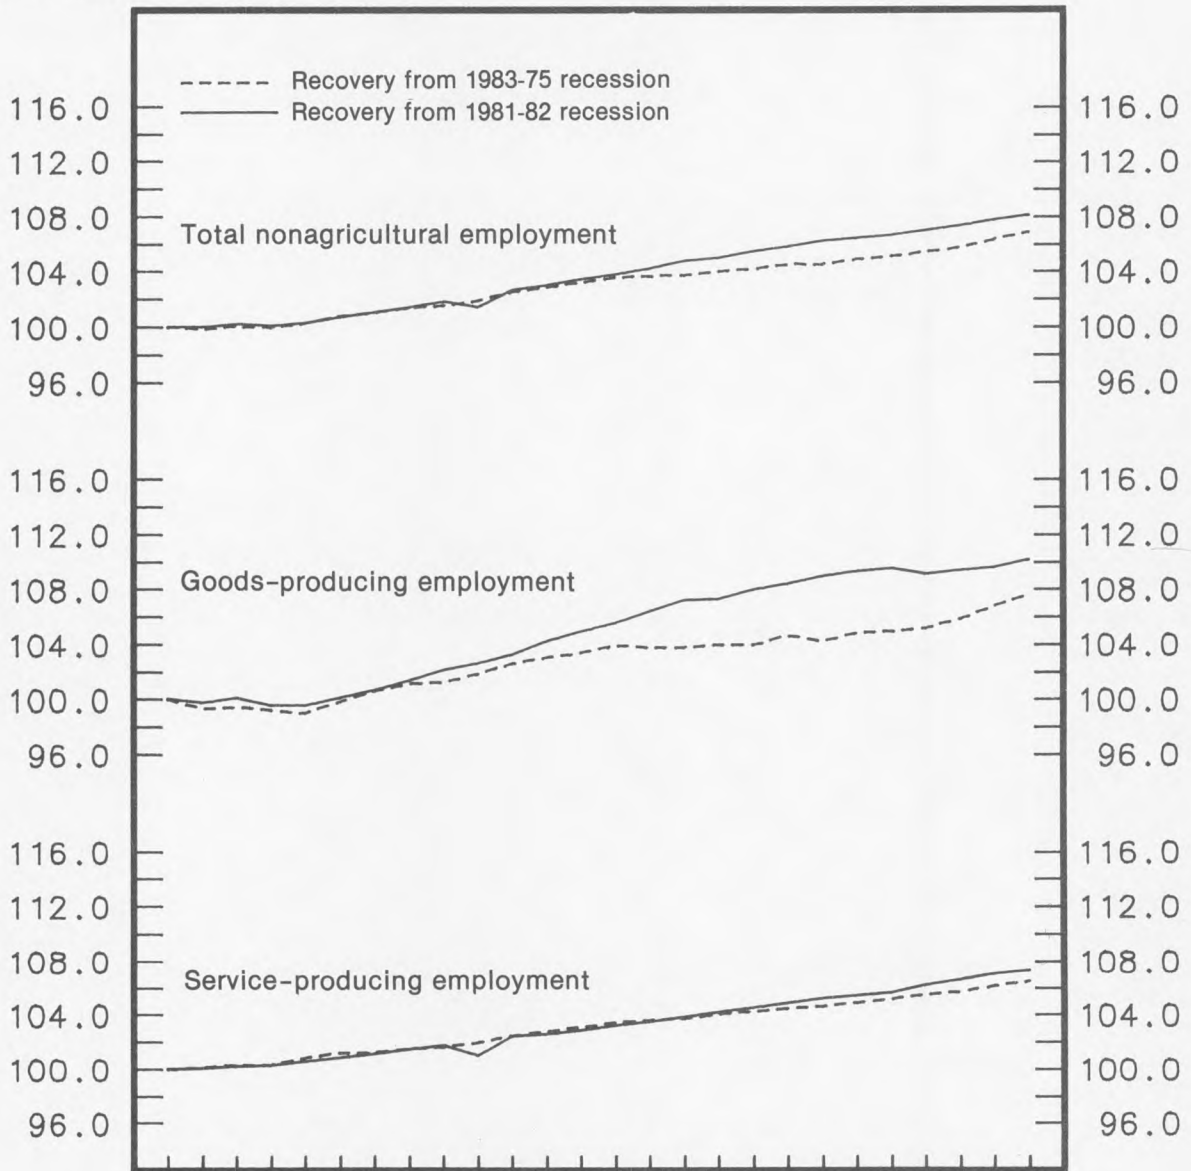 Recovery from 1983-75 recession
116.0 Recovery from 1981-82 recession 116.0
112.0 112.0
108.0 Total nonagricultural employment 108.0
104.0 104.0
100.0 100.0
96.0 96.0
116.0 116.0
112.0 112.0
108.0 Goods-producing employment 108.0
104.0 104.0
100.0 100.0
96.0 96.0
116.0 116.0
112.0 112.0
108.0 Service-producing employment 108.0
104.0 104.0
100.0 100.0
96.0 96.0